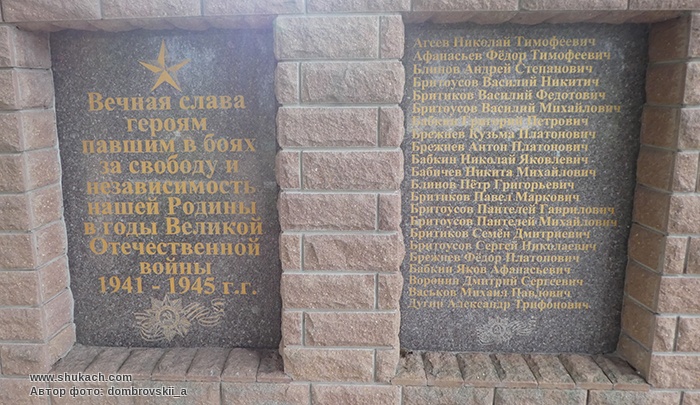 Вечная слава
героям
павшим в боях
за свободу и
независимость
нашей Родины
в годы Великой
Отечественной
войны
1941 - 1945 г.г.
Агеев Николай Тимофеевич
Афанасьев Фёдор Тимофеевич
Блинов Андрей Степанович
Бритоусов Василий Никитич
Бритиков Василий Федотович
Бритоусов Василий Михайлович
Бабкин Григорий Петрович
Брежнев Кузьма Платонович
Брежнев Антон Платонович
Бабкин Николай Яковлевич
Бабичев Никита Михайлович
Блинов Пётр Григорьевич
Бритиков Павел Маркович
Бритоусов Пантелей Гаврилович
Бритоусов Пантелей Михайлович
Бритиков Семён Дмитриевич
Бритоусов Сергей Николаевич
Брежнев Фёдор Платонович
Бабкин Яков Афанасьевич
Воронин Дмитрий Сергеевич
Васьков Михаил Павлович
Дугин Александр Трифонович
www.shukach.com
Автор фото: dombrovskii_a